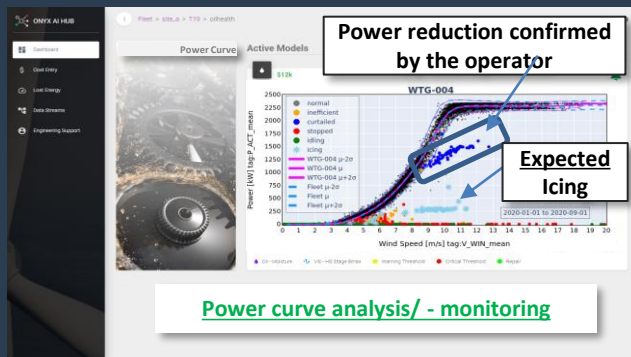 ONYX AI HUB
Dashboard
Cost Entry
Lost Energy
Data Streams
Engineering Support
Fleet > site_a > T15 > oilhealth
Power Curve
Active Models
$12k
Power reduction confirmed
by the operator
WTG-004
Power [kW] tag:P_ACT_mean
2500
2250
2000
1750
1500
1250
1000
750
500
250
0
normal
inefficient
curtailed
stopped
idling
icing
WTG-004 μ-2σ
WTG-004 μ
WTG-004 μ+2σ
Fleet μ-2σ
Fleet μ
Fleet μ+2σ
Expected
Icing
2020-01-01 to 2020-09-01
0 1 2 3 4 5 6 7 8 9 10 11 12 13 14 15 16 17 18 19 20
Wind Speed [m/s] tag:V_WIN_mean
Warning Threshold
Critical Threshold
Repair
Power curve analysis/ - monitoring